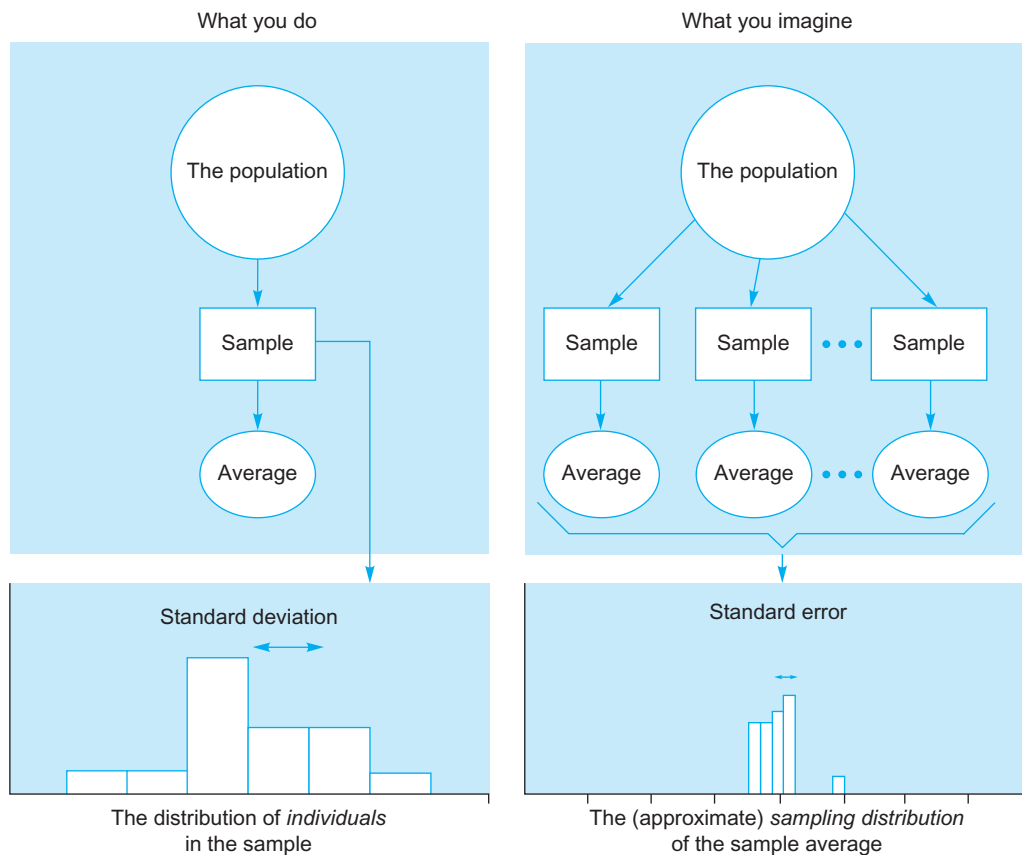 What you do
The population
Sample
Average
Standard deviation
The distribution of individuals
in the sample
What you imagine
The population
Sample
Sample
Sample
Average
Average
Average
Standard error
The (approximate) sampling distribution
of the sample average